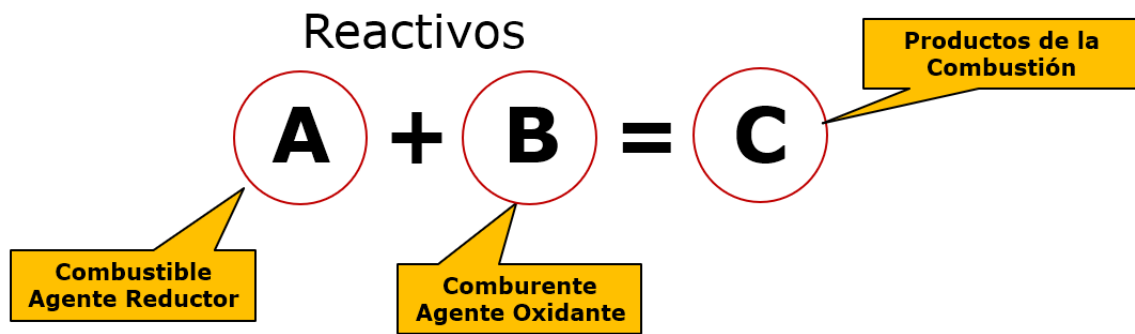 Reactivos
A + B = C
Productos de la
Combustión
Combustible
Agente Reductor
Comburente
Agente Oxidante